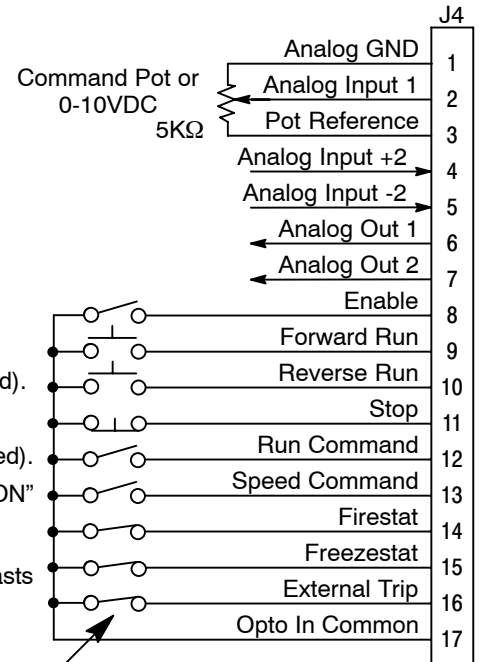 J4
Analog GND 1
Command Pot or
0-10VDC
5KΩ
Analog Input 1 2
Pot Reference 3
Analog Input +2 4
Analog Input -2 5
Analog Out 1 6
Analog Out 2 7
Enable 8
Forward Run 9
d).
Reverse Run 10
Stop 11
ed).
Run Command 12
ON”
Speed Command 13
Firestat 14
Freezestat 15
asts
External Trip 16
Opto In Common 17